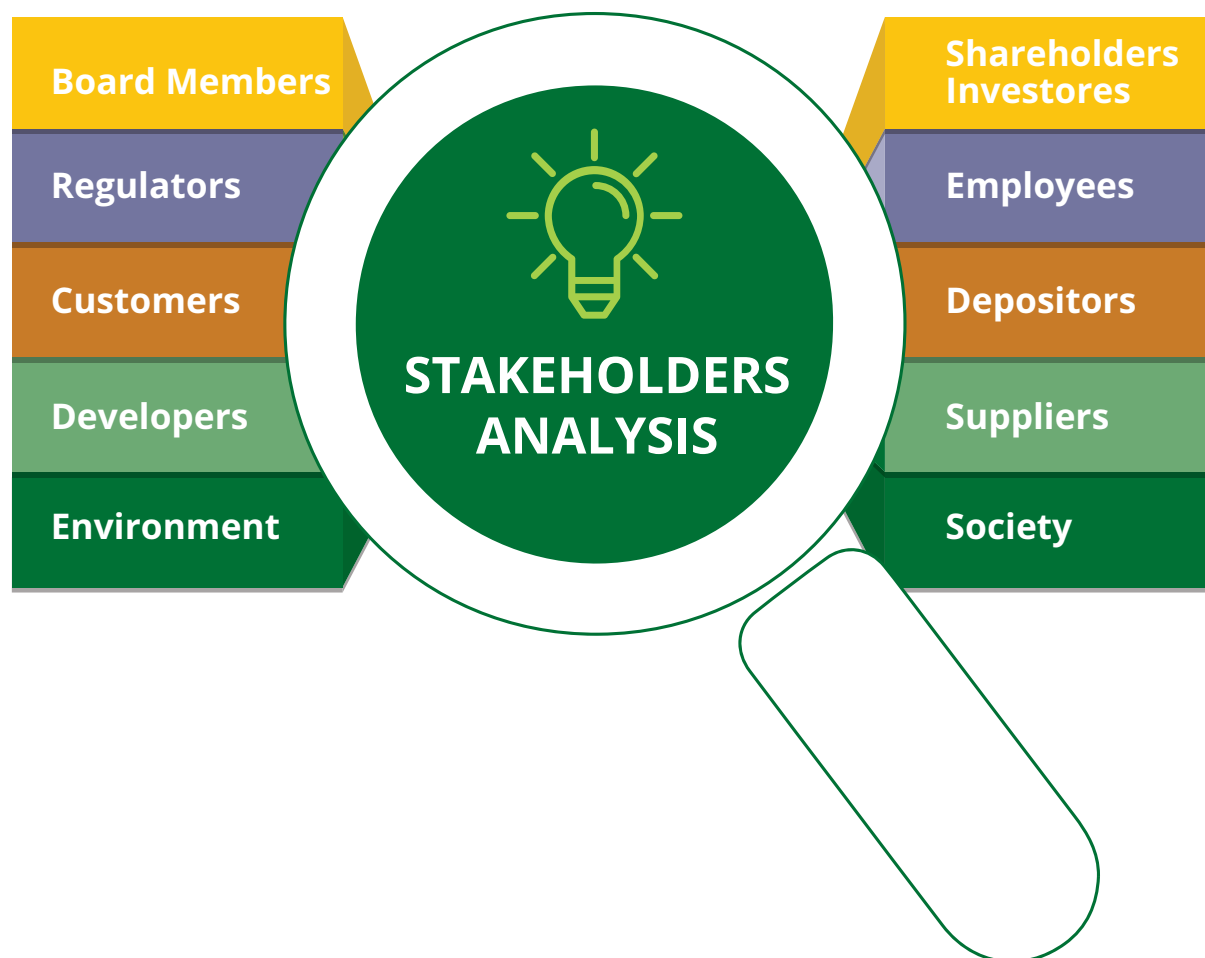 Board Members
Regulators
Customers
Developers
Environment
STAKEHOLDERS
ANALYSIS
Shareholders
Investores
Employees
Depositors
Suppliers
Society